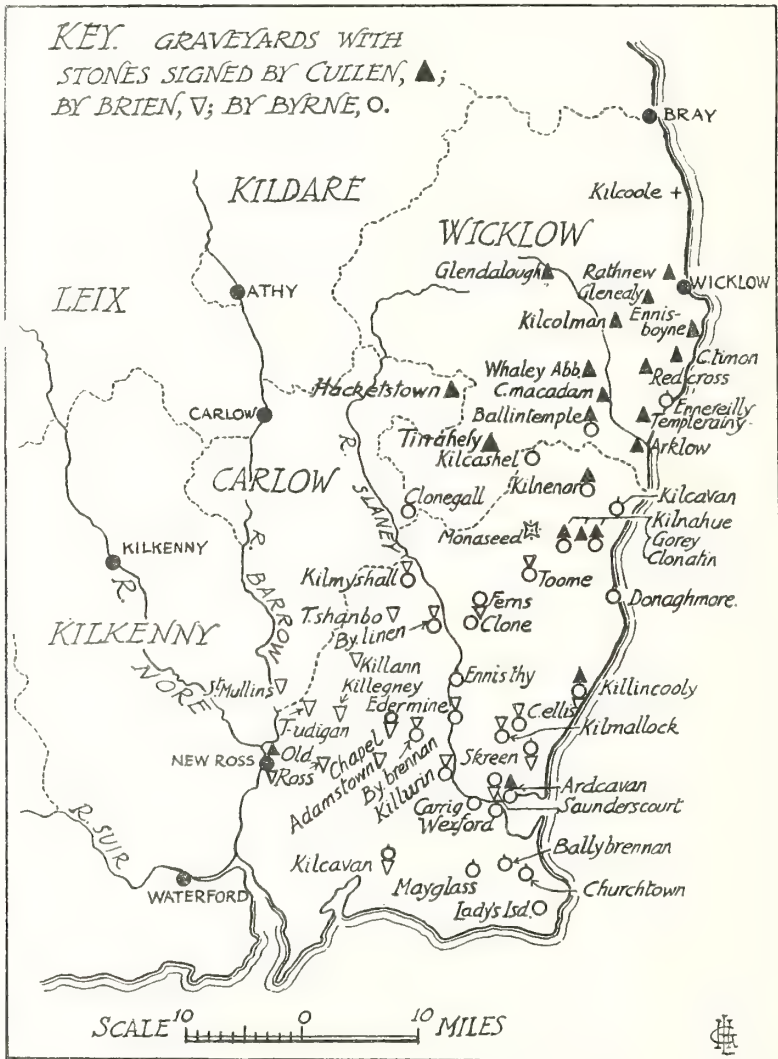 KEY. GRAVEYARDS WITH
STONES SIGNED BY CULLEN, ▲;
BY BRIEN, ▽; BY BYRNE, O.
BRAY
KILDARE
Kilcoole +
WICKLOW
Glendalough
Rathnew
WICKLOW
Glenealy
LEIX
ATHY
Kilcolman
Ennis-
boyne
C.timon
Whaley Abb.
Redcross
Hacketstown
C.macadam
Ennereilly
CARLOW
Ballintemple
Templerainy
Tinahely
Arklow
Kilcashel
CARLOW
Kilnenor
R. SLANEY
Clonegall
Kilcavan
Monaseed
Kilnahue
Gorey
Clonatin
KILKENNY
R. BARROW
Kilmyshall
Toome
Ferns
Donaghmore.
T.shanbo
By.linen
Clone
KILKENNY
R. NORE
Killann
Ennisthy
St. Mullins
Killegney
Killincooly
Edermine
C.ellis
T-udigan
Kilmallock
NEW ROSS
Old
Ross
Chapel
Adamstown
By. brennan
Killurin
Skreen
Ardcavan
Carrig
Saunderscourt
Wexford
R. SUIR
Ballybrennan
Kilcavan
WATERFORD
Mayglass
Churchtown
Lady's Isd.
SCALE 10 0 10 MILES